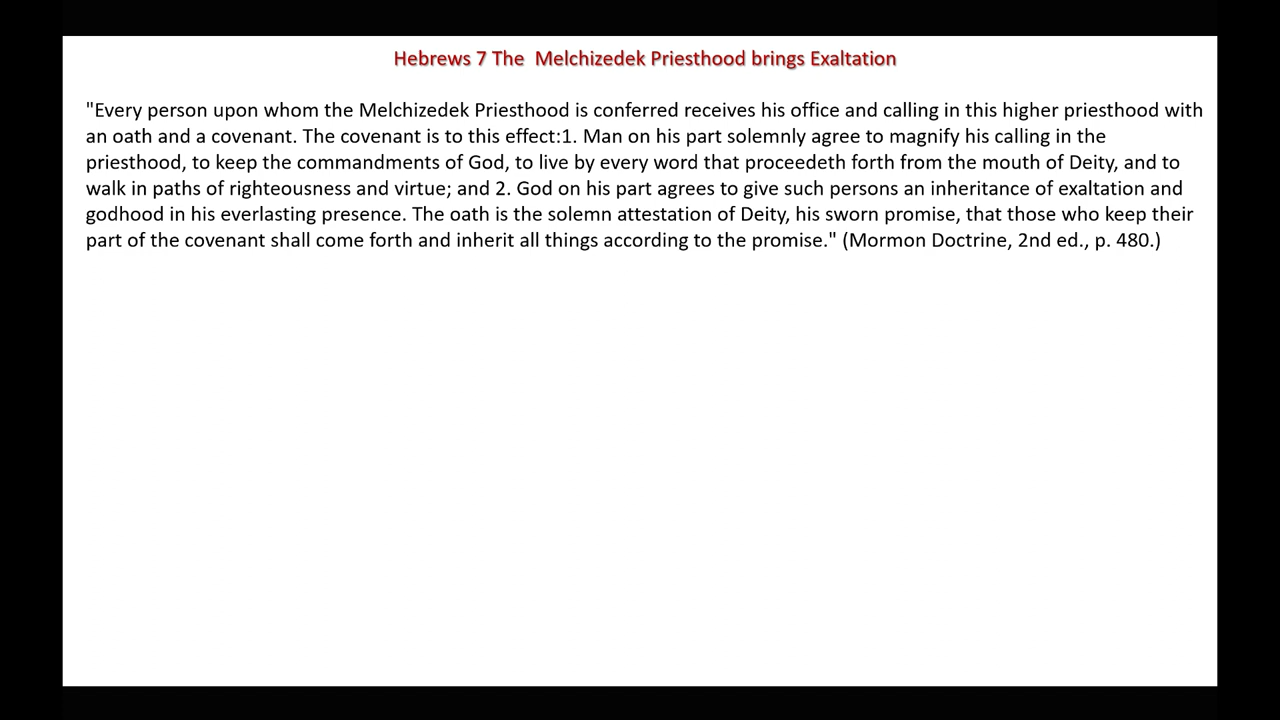 Hebrews 7 The  Melchizedek Priesthood brings Exaltation
"Every person upon whom the Melchizedek Priesthood is conferred receives his office and calling in this higher priesthood with
an oath and a covenant. The covenant is to this effect:1. Man on his part solemnly agree to magnify his calling in the
priesthood, to keep the commandments of God, to live by every word that proceedeth forth from the mouth of Deity, and to
walk in paths of righteousness and virtue; and 2. God on his part agrees to give such persons an inheritance of exaltation and
godhood in his everlasting presence. The oath is the solemn attestation of Deity, his sworn promise, that those who keep their
part of the covenant shall come forth and inherit all things according to the promise." (Mormon Doctrine, 2nd ed., p. 480.)